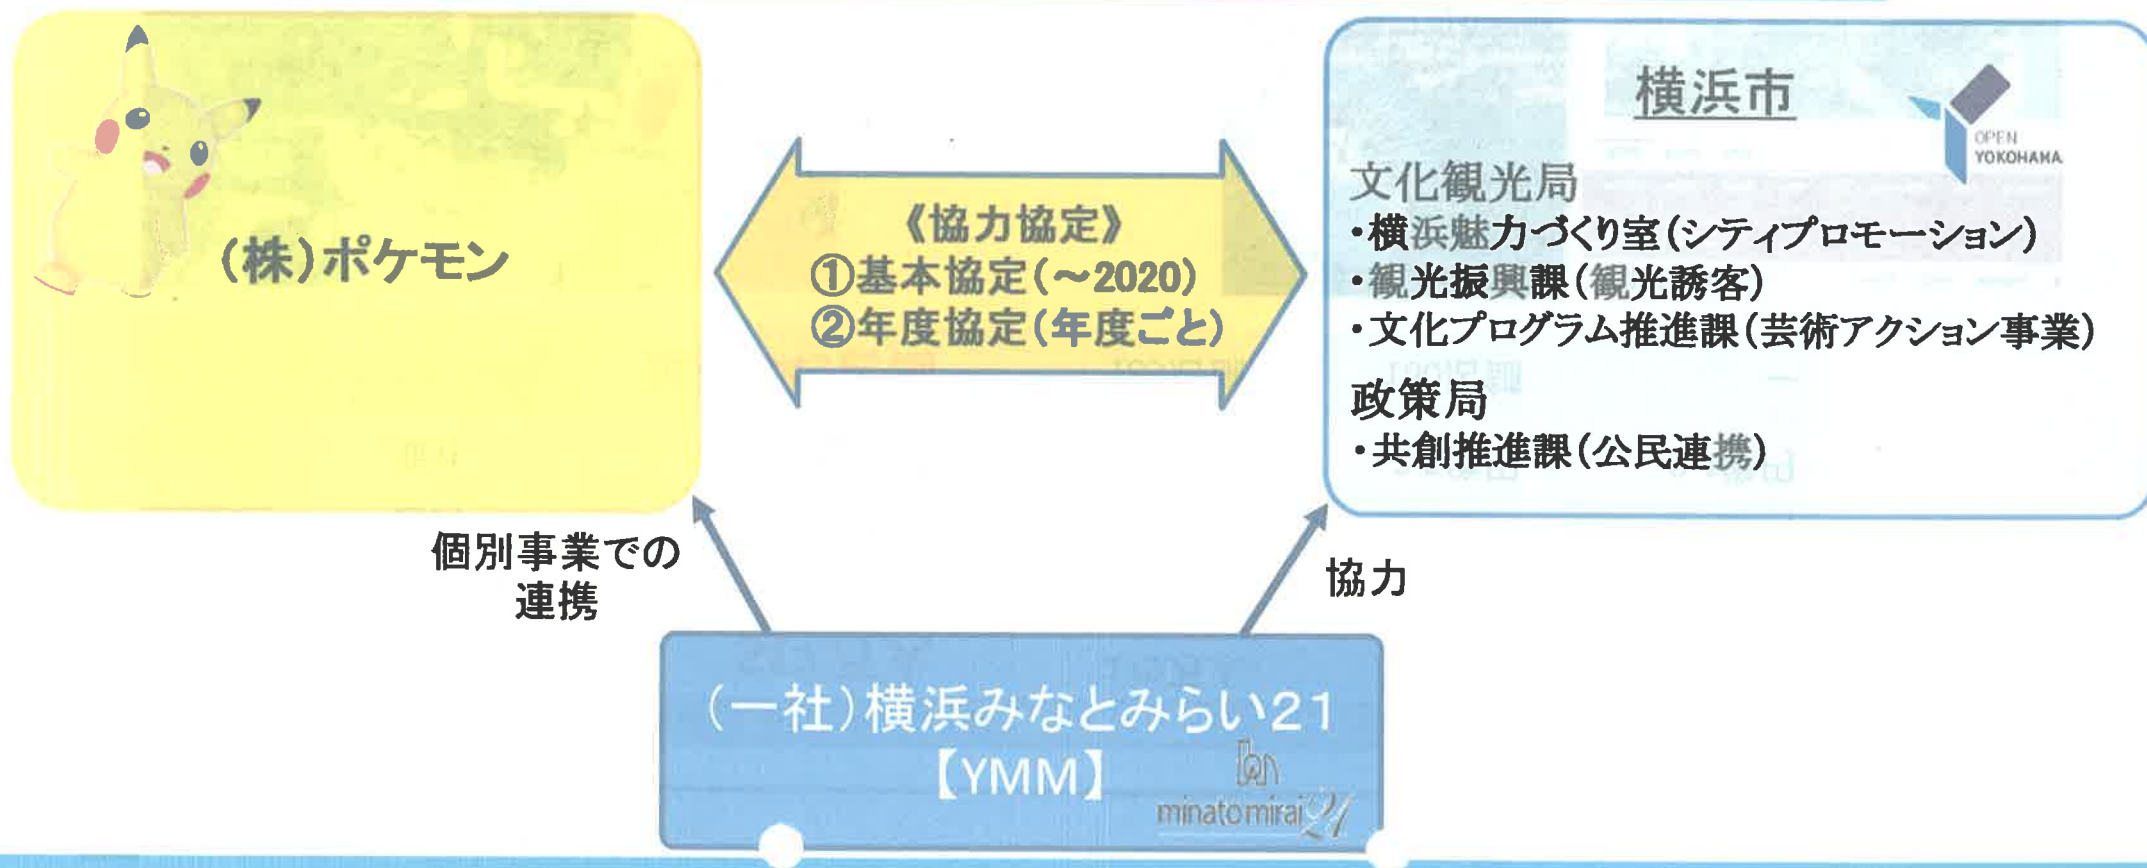 (株)ポケモン
《協力協定》
①基本協定(～2020)
②年度協定(年度ごと)
横浜市
OPEN
YOKOHAMA
文化観光局
・横浜魅力づくり室(シティプロモーション)
・観光振興課(観光誘客)
・文化プログラム推進課(芸術アクション事業)
政策局
・共創推進課(公民連携)
個別事業での
連携
協力
(一社)横浜みなとみらい21
【YMM】
minatomirai 21